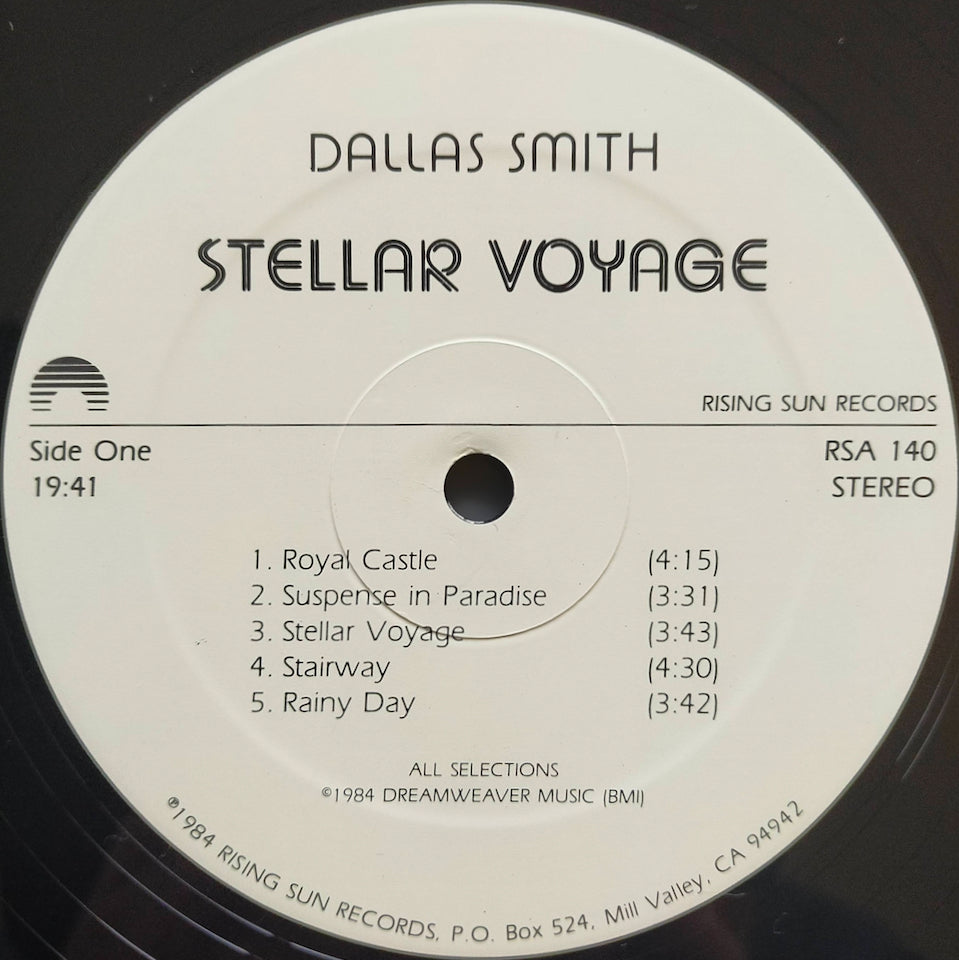 DALLAS SMITH
STELLAR VOYAGE
RISING SUN RECORDS
Side One
RSA 140
19:41
STEREO
1. Royal Castle (4:15)
2. Suspense in Paradise (3:31)
3. Stellar Voyage (3:43)
4. Stairway (4:30)
5. Rainy Day (3:42)
ALL SELECTIONS
©1984 DREAMWEAVER MUSIC (BMI)
℗1984 RISING SUN RECORDS, P.O. Box 524, Mill Valley, CA 94942